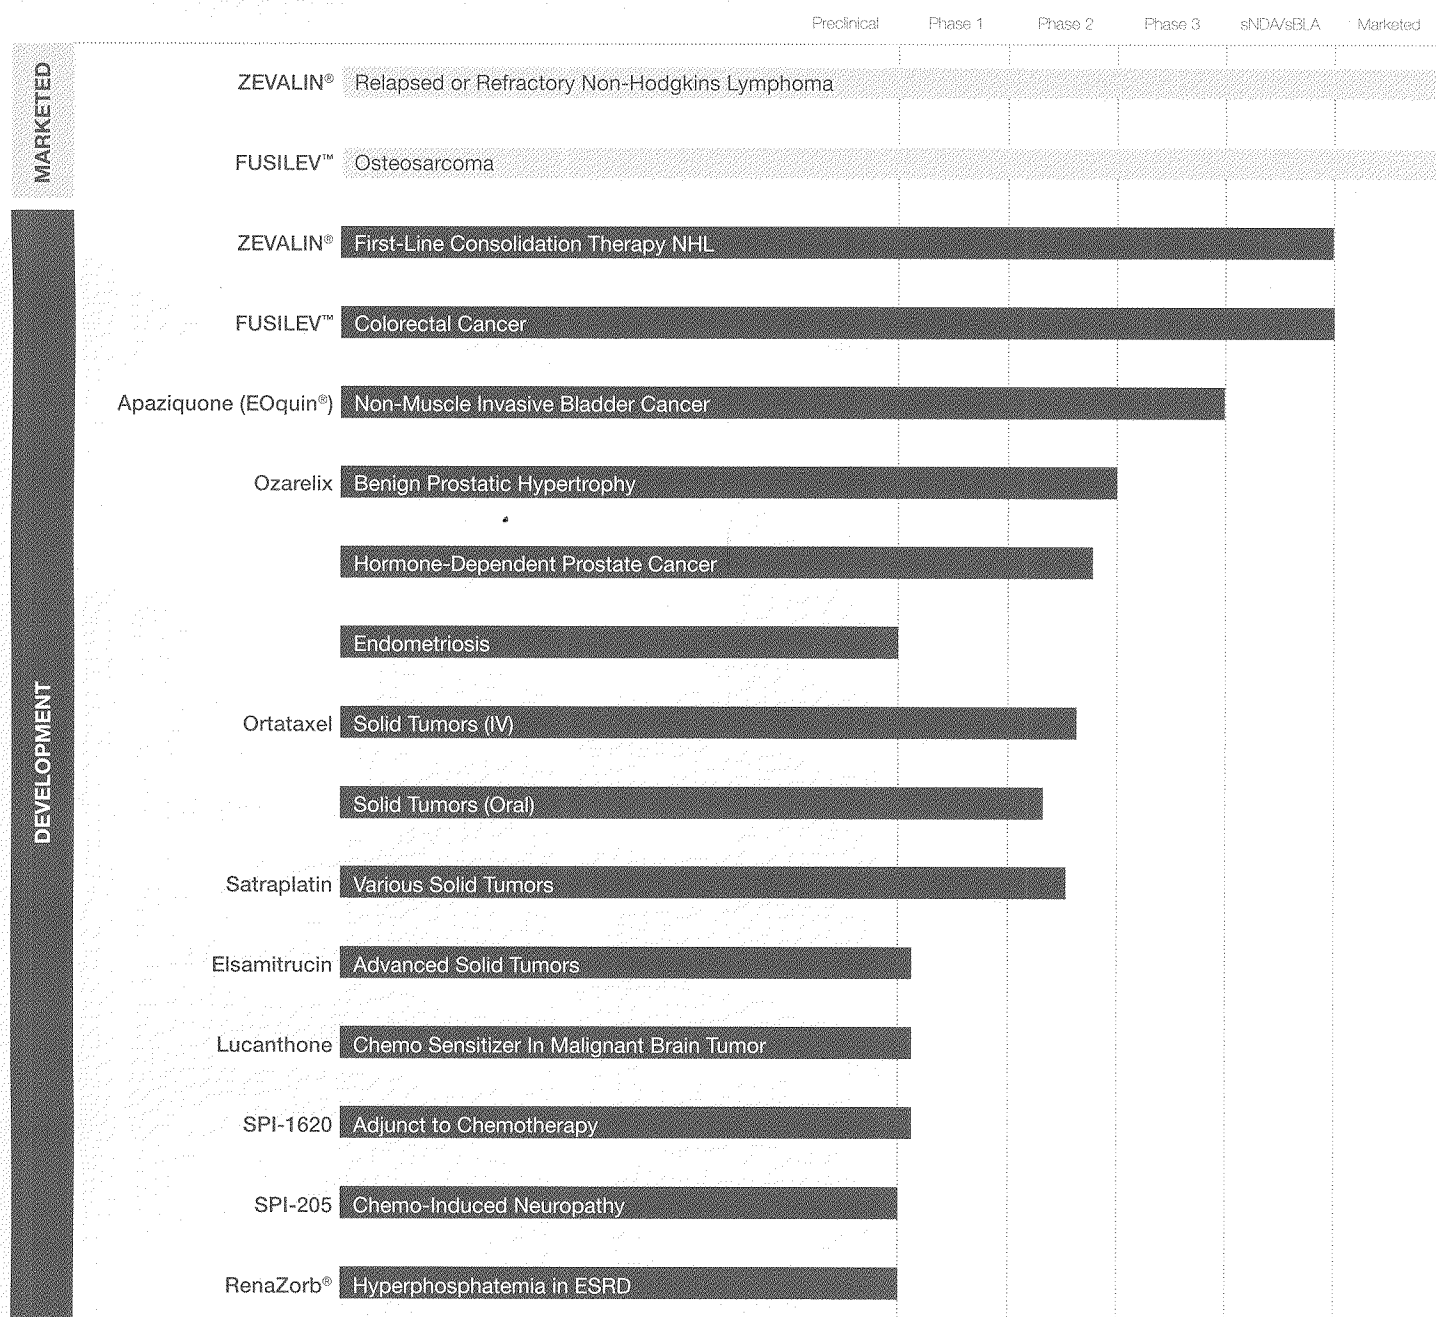 Preclinical Phase 1 Phase 2 Phase 3 sNDA/sBLA Marketed
MARKETED
ZEVALIN® Relapsed or Refractory Non-Hodgkins Lymphoma
FUSILEV™ Osteosarcoma
DEVELOPMENT
ZEVALIN® First-Line Consolidation Therapy NHL
FUSILEV™ Colorectal Cancer
Apaziquone (EOquin®) Non-Muscle Invasive Bladder Cancer
Ozarelix Benign Prostatic Hypertrophy
Hormone-Dependent Prostate Cancer
Endometriosis
Ortataxel Solid Tumors (IV)
Solid Tumors (Oral)
Satraplatin Various Solid Tumors
Elsamitrucin Advanced Solid Tumors
Lucanthone Chemo Sensitizer In Malignant Brain Tumor
SPI-1620 Adjunct to Chemotherapy
SPI-205 Chemo-Induced Neuropathy
RenaZorb® Hyperphosphatemia in ESRD